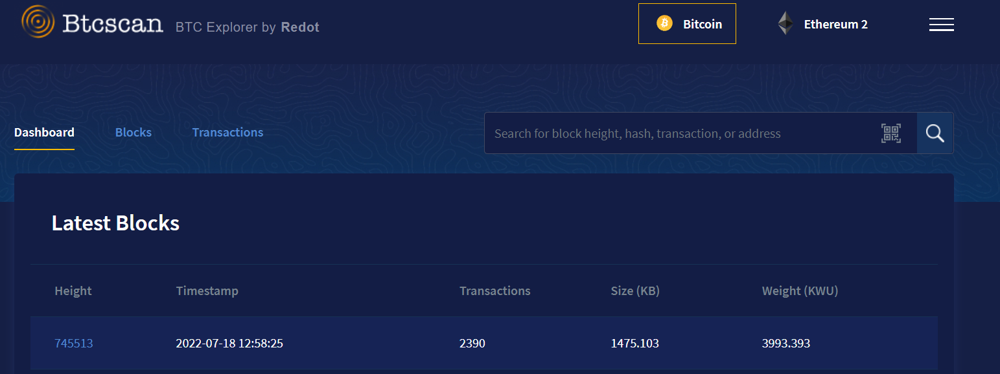 Btcscan BTC Explorer by Redot Bitcoin Ethereum 2
Dashboard Blocks Transactions Search for block height, hash, transaction, or address
Latest Blocks
Height Timestamp Transactions Size (KB) Weight (KWU)
745513 2022-07-18 12:58:25 2390 1475.103 3993.393